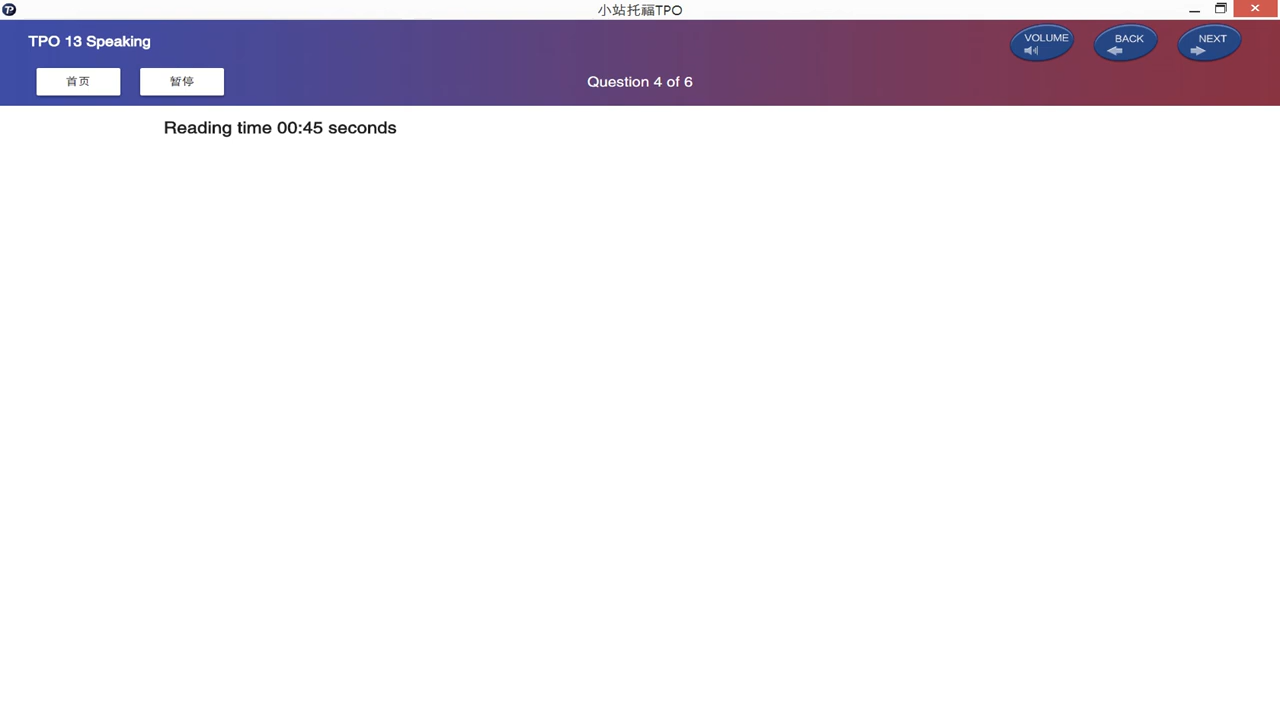 小站托福TPO
TPO 13 Speaking
VOLUME
BACK
NEXT
首页
暂停
Question 4 of 6
Reading time 00:45 seconds